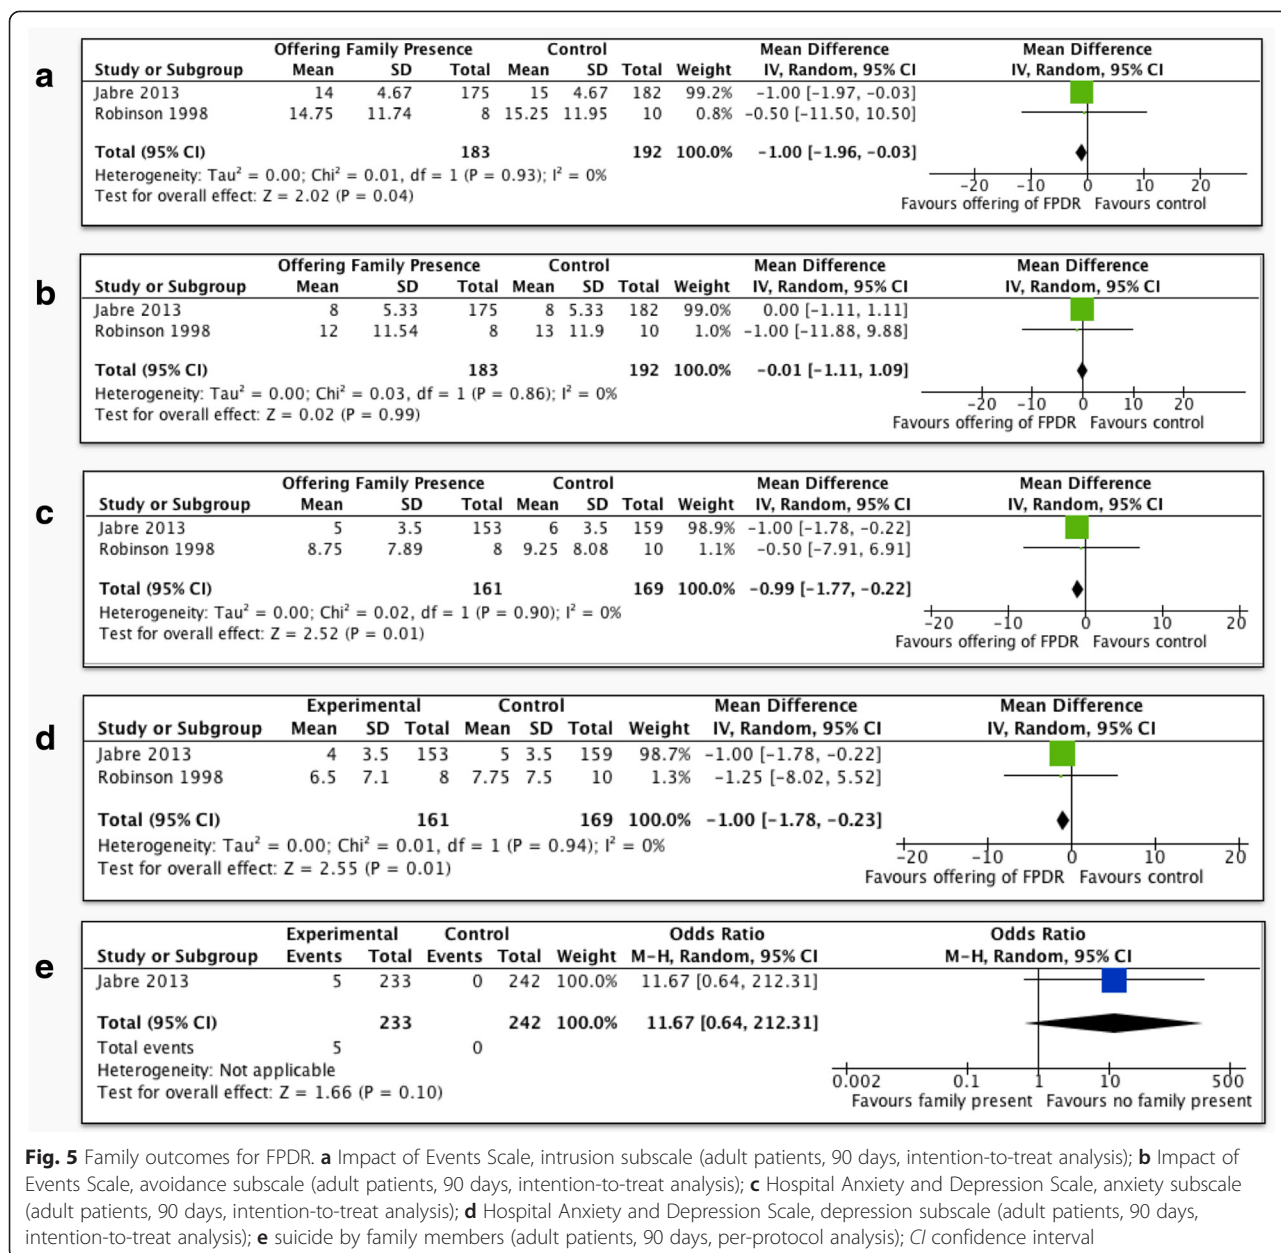 a
Offering Family Presence Control Mean Difference Mean Difference
Study or Subgroup Mean SD Total Mean SD Total Weight IV, Random, 95% CI IV, Random, 95% CI
Jabre 2013 14 4.67 175 15 4.67 182 99.2% -1.00 [-1.97, -0.03]
Robinson 1998 14.75 11.74 8 15.25 11.95 10 0.8% -0.50 [-11.50, 10.50]
Total (95% CI) 183 192 100.0% -1.00 [-1.96, -0.03]
Heterogeneity: Tau² = 0.00; Chi² = 0.01, df = 1 (P = 0.93); I² = 0%
Test for overall effect: Z = 2.02 (P = 0.04)
-20 -10 0 10 20
Favours offering of FPDR Favours control
b
Offering Family Presence Control Mean Difference Mean Difference
Study or Subgroup Mean SD Total Mean SD Total Weight IV, Random, 95% CI IV, Random, 95% CI
Jabre 2013 8 5.33 175 8 5.33 182 99.0% 0.00 [-1.11, 1.11]
Robinson 1998 12 11.54 8 13 11.9 10 1.0% -1.00 [-11.88, 9.88]
Total (95% CI) 183 192 100.0% -0.01 [-1.11, 1.09]
Heterogeneity: Tau² = 0.00; Chi² = 0.03, df = 1 (P = 0.86); I² = 0%
Test for overall effect: Z = 0.02 (P = 0.99)
-20 -10 0 10 20
Favours offering of FPDR Favours control
c
Offering Family Presence Control Mean Difference Mean Difference
Study or Subgroup Mean SD Total Mean SD Total Weight IV, Random, 95% CI IV, Random, 95% CI
Jabre 2013 5 3.5 153 6 3.5 159 98.9% -1.00 [-1.78, -0.22]
Robinson 1998 8.75 7.89 8 9.25 8.08 10 1.1% -0.50 [-7.91, 6.91]
Total (95% CI) 161 169 100.0% -0.99 [-1.77, -0.22]
Heterogeneity: Tau² = 0.00; Chi² = 0.02, df = 1 (P = 0.90); I² = 0%
Test for overall effect: Z = 2.52 (P = 0.01)
-20 -10 0 10 20
Favours offering of FPDR Favours control
d
Experimental Control Mean Difference Mean Difference
Study or Subgroup Mean SD Total Mean SD Total Weight IV, Random, 95% CI IV, Random, 95% CI
Jabre 2013 4 3.5 153 5 3.5 159 98.7% -1.00 [-1.78, -0.22]
Robinson 1998 6.5 7.1 8 7.75 7.5 10 1.3% -1.25 [-8.02, 5.52]
Total (95% CI) 161 169 100.0% -1.00 [-1.78, -0.23]
Heterogeneity: Tau² = 0.00; Chi² = 0.01, df = 1 (P = 0.94); I² = 0%
Test for overall effect: Z = 2.55 (P = 0.01)
-20 -10 0 10 20
Favours offering of FPDR Favours control
e
Experimental Control Odds Ratio Odds Ratio
Study or Subgroup Events Total Events Total Weight M-H, Random, 95% CI M-H, Random, 95% CI
Jabre 2013 5 233 0 242 100.0% 11.67 [0.64, 212.31]
Total (95% CI) 233 242 100.0% 11.67 [0.64, 212.31]
Total events 5 0
Heterogeneity: Not applicable
Test for overall effect: Z = 1.66 (P = 0.10)
0.002 0.1 1 10 500
Favours family present Favours no family present
Fig. 5 Family outcomes for FPDR. a Impact of Events Scale, intrusion subscale (adult patients, 90 days, intention-to-treat analysis); b Impact of
Events Scale, avoidance subscale (adult patients, 90 days, intention-to-treat analysis); c Hospital Anxiety and Depression Scale, anxiety subscale
(adult patients, 90 days, intention-to-treat analysis); d Hospital Anxiety and Depression Scale, depression subscale (adult patients, 90 days,
intention-to-treat analysis); e suicide by family members (adult patients, 90 days, per-protocol analysis); CI confidence interval